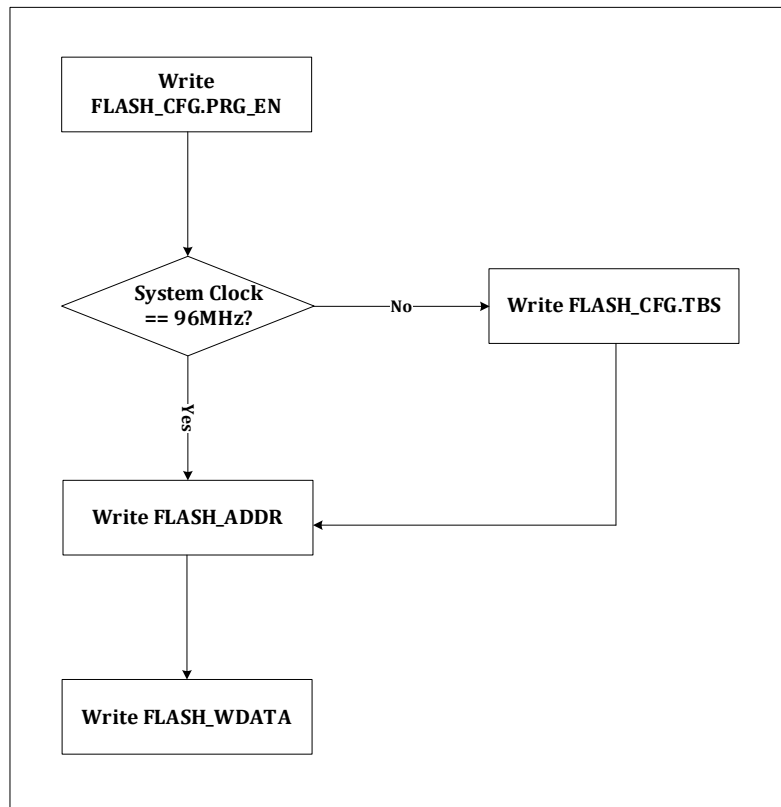 Write
FLASH_CFG.PRG_EN
System Clock
== 96MHz?
No
Write FLASH_CFG.TBS
Yes
Write FLASH_ADDR
Write FLASH_WDATA